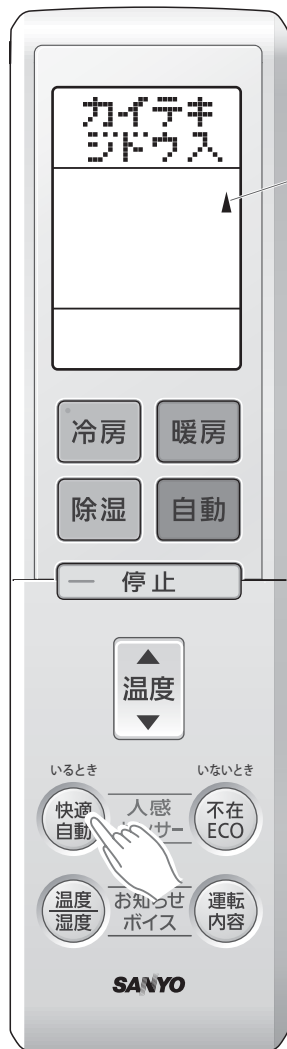 カイテキ
ジドウ入
冷房
暖房
除湿
自動
停止
温度
いるとき
いないとき
快適
自動
人感
センサー
不在
ECO
温度
湿度
お知らせ
ボイス
運転
内容
SANYO